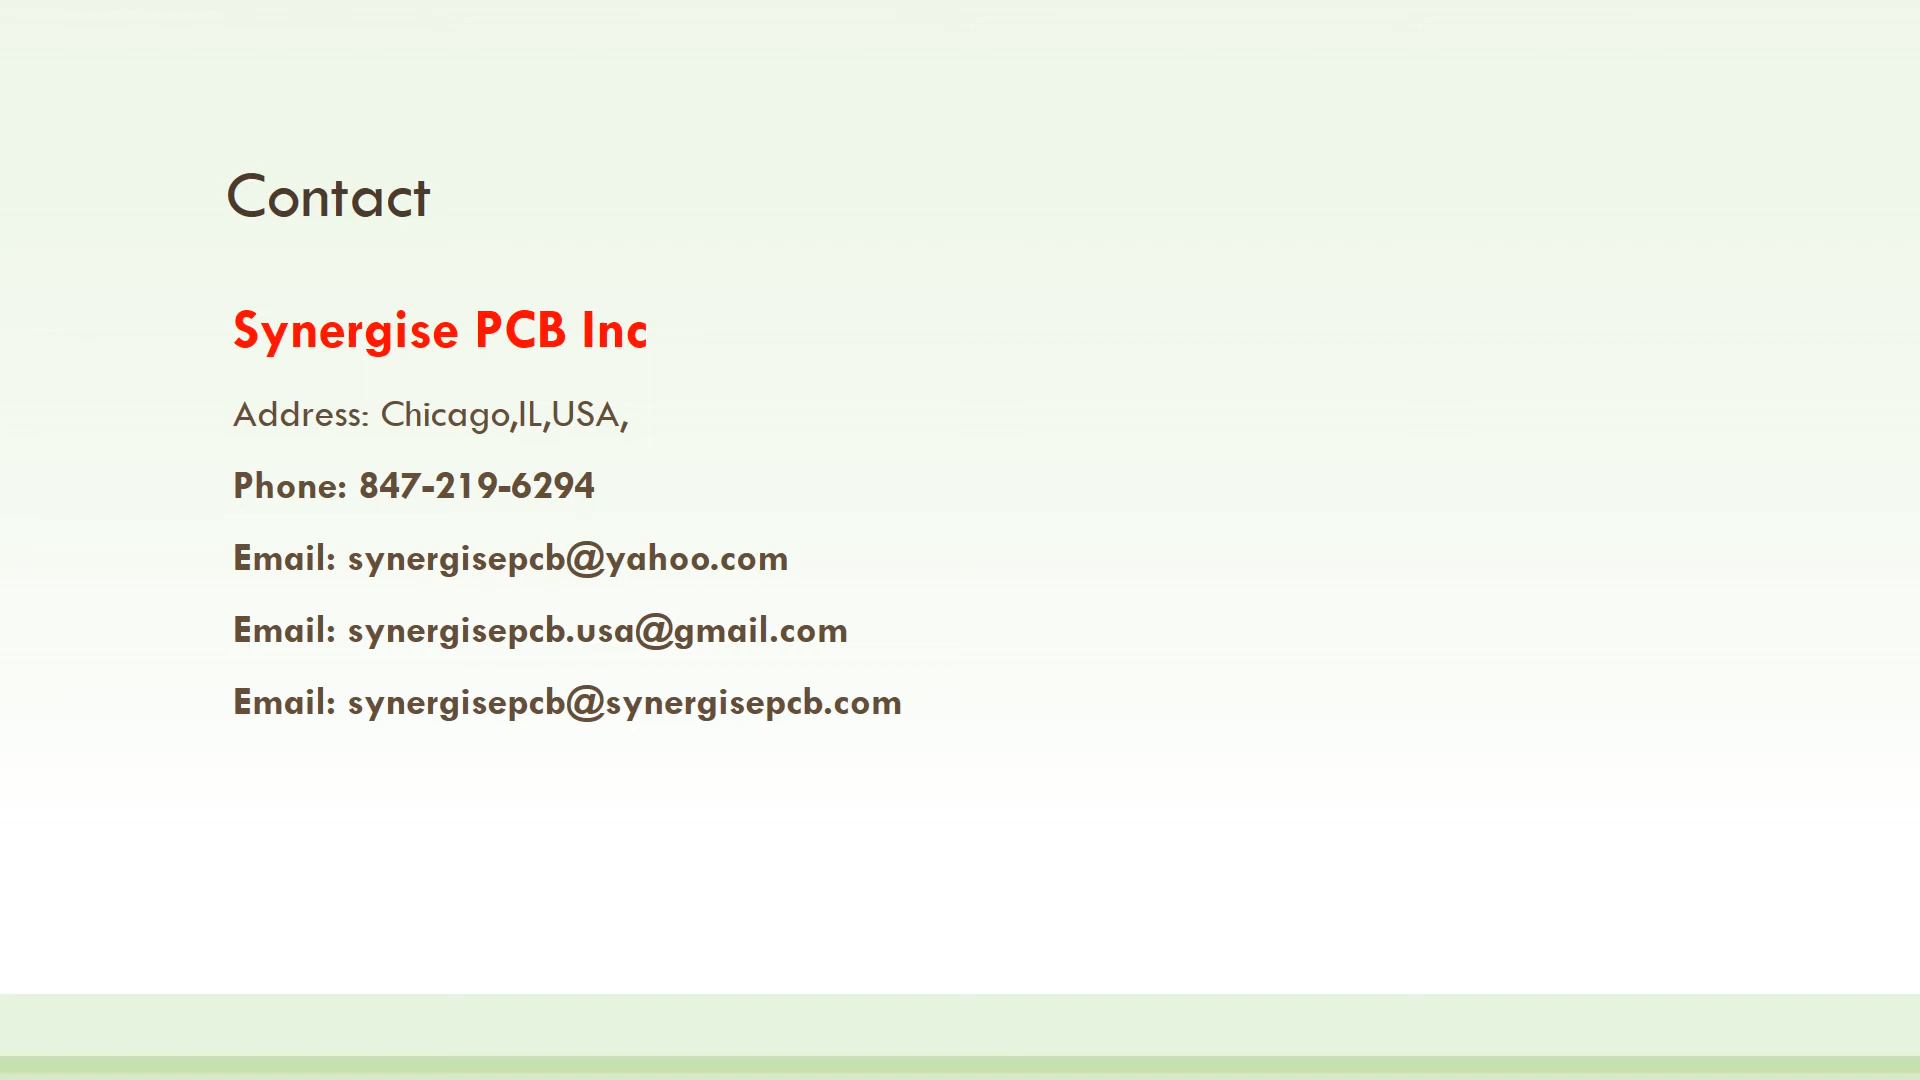 Contact
Synergise PCB Inc
Address: Chicago,IL,USA,
Phone: 847-219-6294
Email: synergisepcb@yahoo.com
Email: synergisepcb.usa@gmail.com
Email: synergisepcb@synergisepcb.com